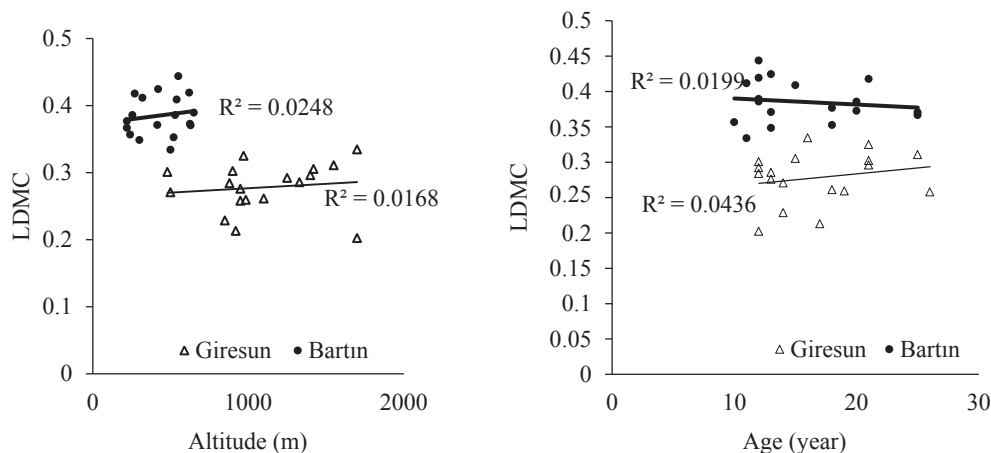 0.5
0.4
0.3
0.2
0.1
0
LDMC
R² = 0.0248
R² = 0.0168
Giresun
Bartın
0
1000
2000
Altitude (m)
0.5
0.45
0.4
0.35
0.3
0.25
0.2
0.15
0.1
0.05
0
LDMC
R² = 0.0199
R² = 0.0436
Giresun
Bartın
0
10
20
30
Age (year)